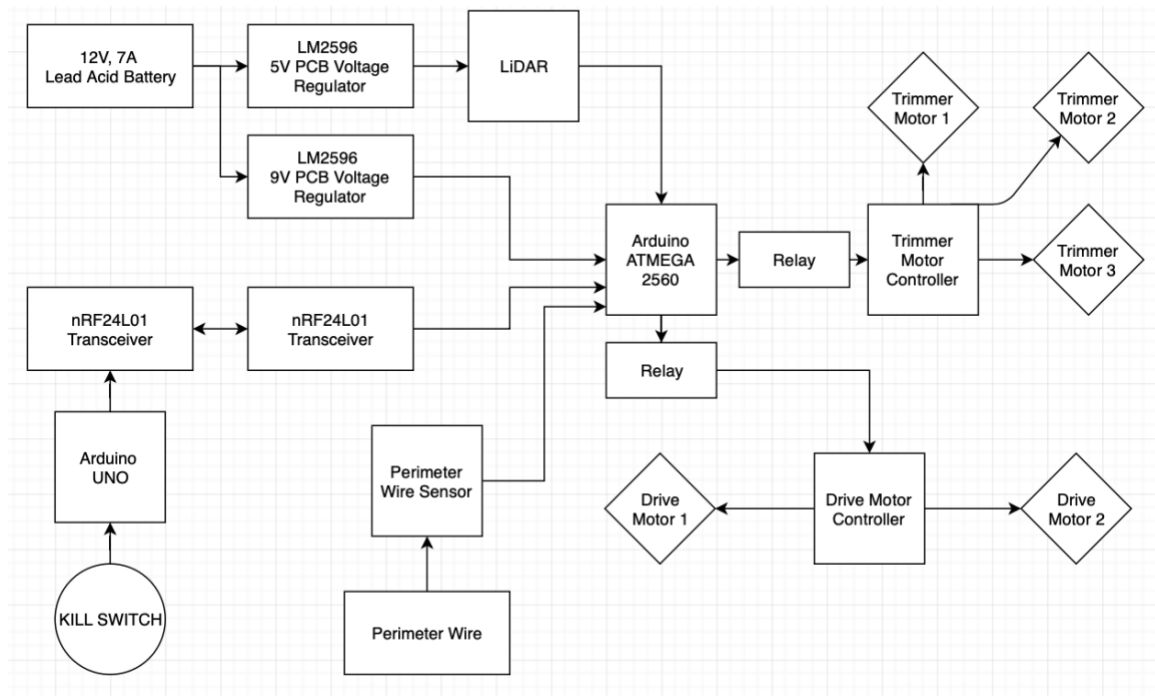 12V, 7A
Lead Acid Battery
LM2596
5V PCB Voltage
Regulator
LiDAR
Trimmer
Motor 1
Trimmer
Motor 2
LM2596
9V PCB Voltage
Regulator
Arduino
ATMEGA
2560
Relay
Trimmer
Motor
Controller
Trimmer
Motor 3
nRF24L01
Transceiver
nRF24L01
Transceiver
Relay
Arduino
UNO
Perimeter
Wire Sensor
Drive
Motor 1
Drive Motor
Controller
Drive
Motor 2
KILL SWITCH
Perimeter Wire